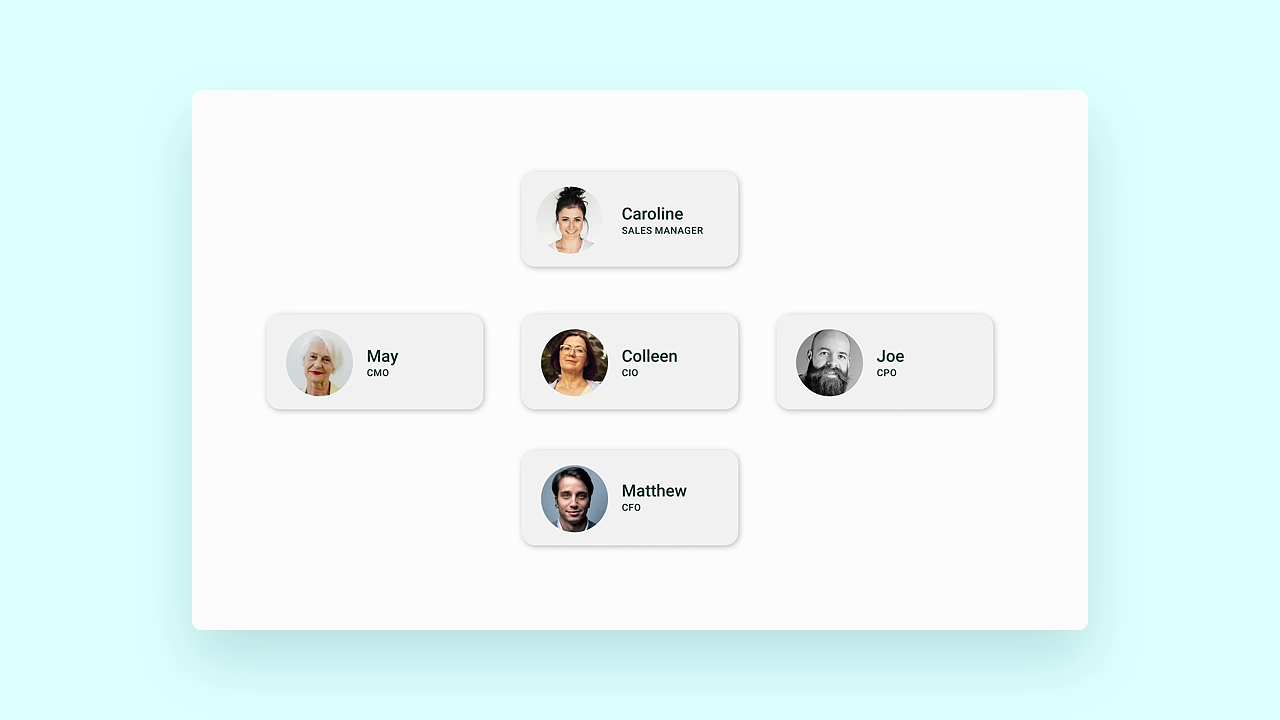 Caroline
SALES MANAGER
May
CMO
Colleen
CIO
Joe
CPO
Matthew
CFO